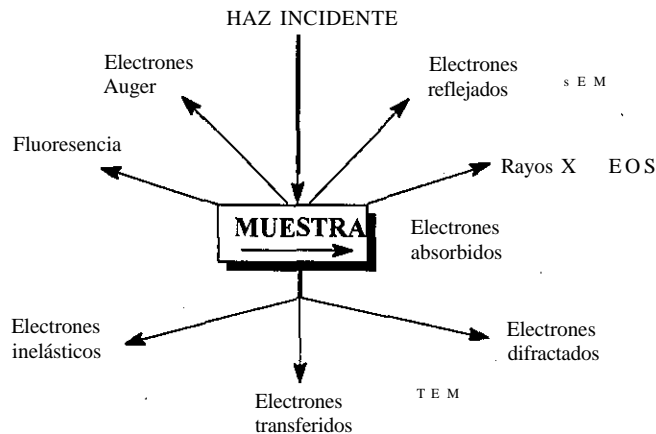 HAZ INCIDENTE
Electrones
Auger
Electrones
reflejados
sEM
Fluoresencia
Rayos X EOS
MUESTRA
Electrones
absorbidos
Electrones
inelásticos
Electrones
difractados
TEM
Electrones
transferidos